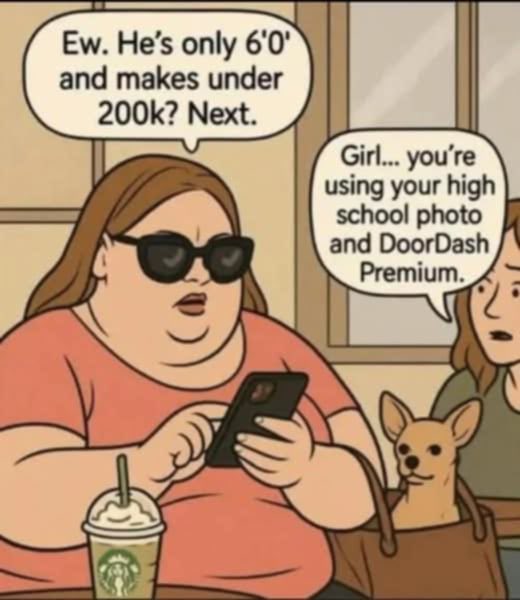 Ew. He's only 6'0'
and makes under
200k? Next.
Girl... you're
using your high
school photo
and DoorDash
Premium.